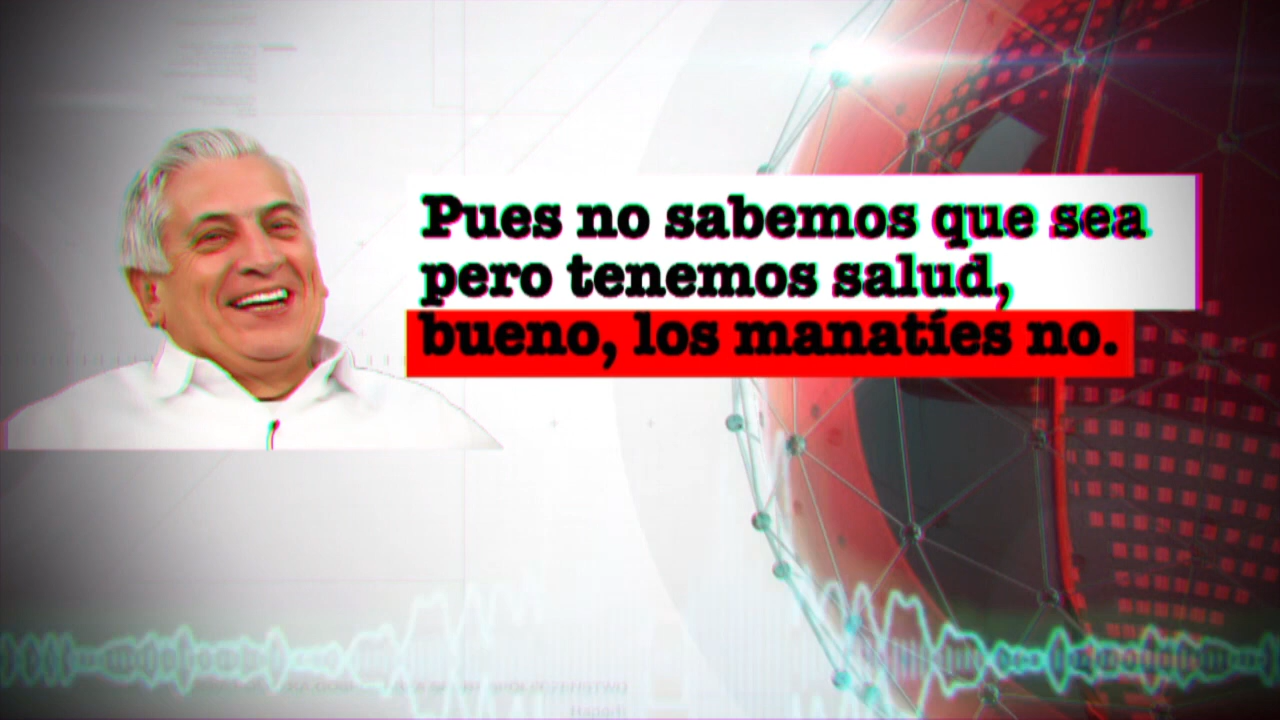 Pues no sabemos que sea
pero tenemos salud,
bueno, los manatíes no.